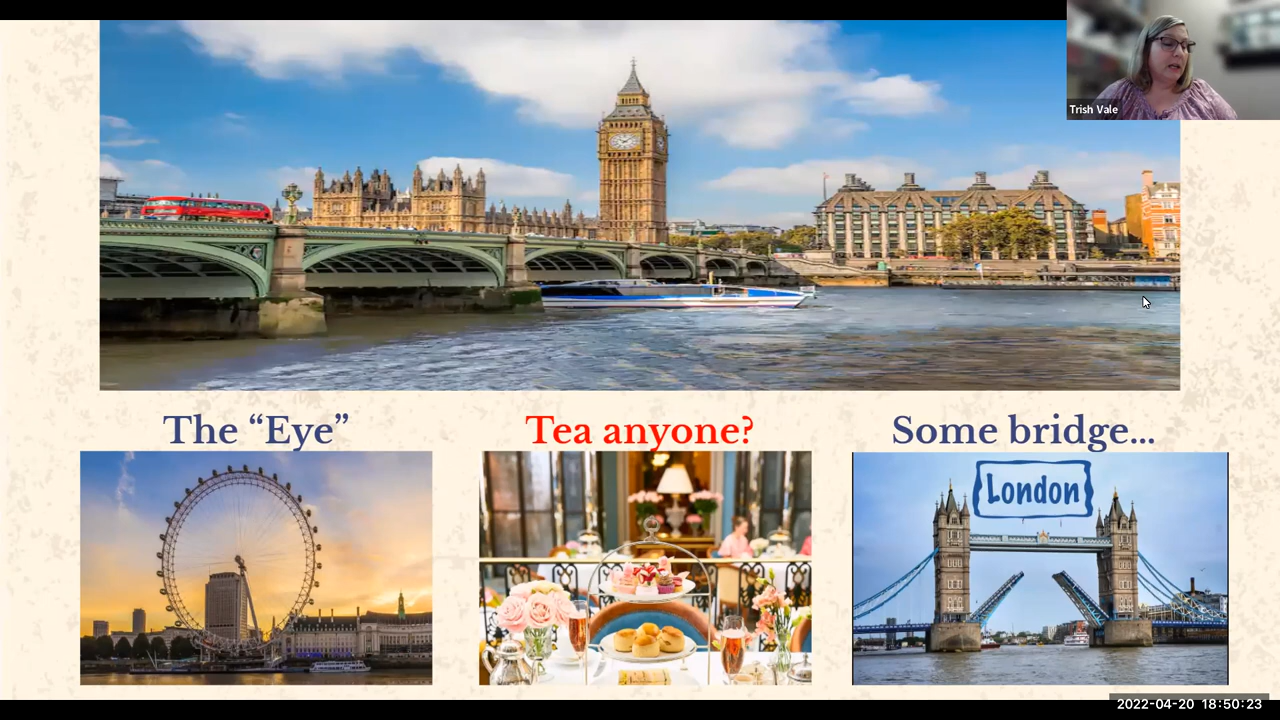 Trish Vale
The “Eye”
Tea anyone?
Some bridge...
London
2022-04-20 18:50:23